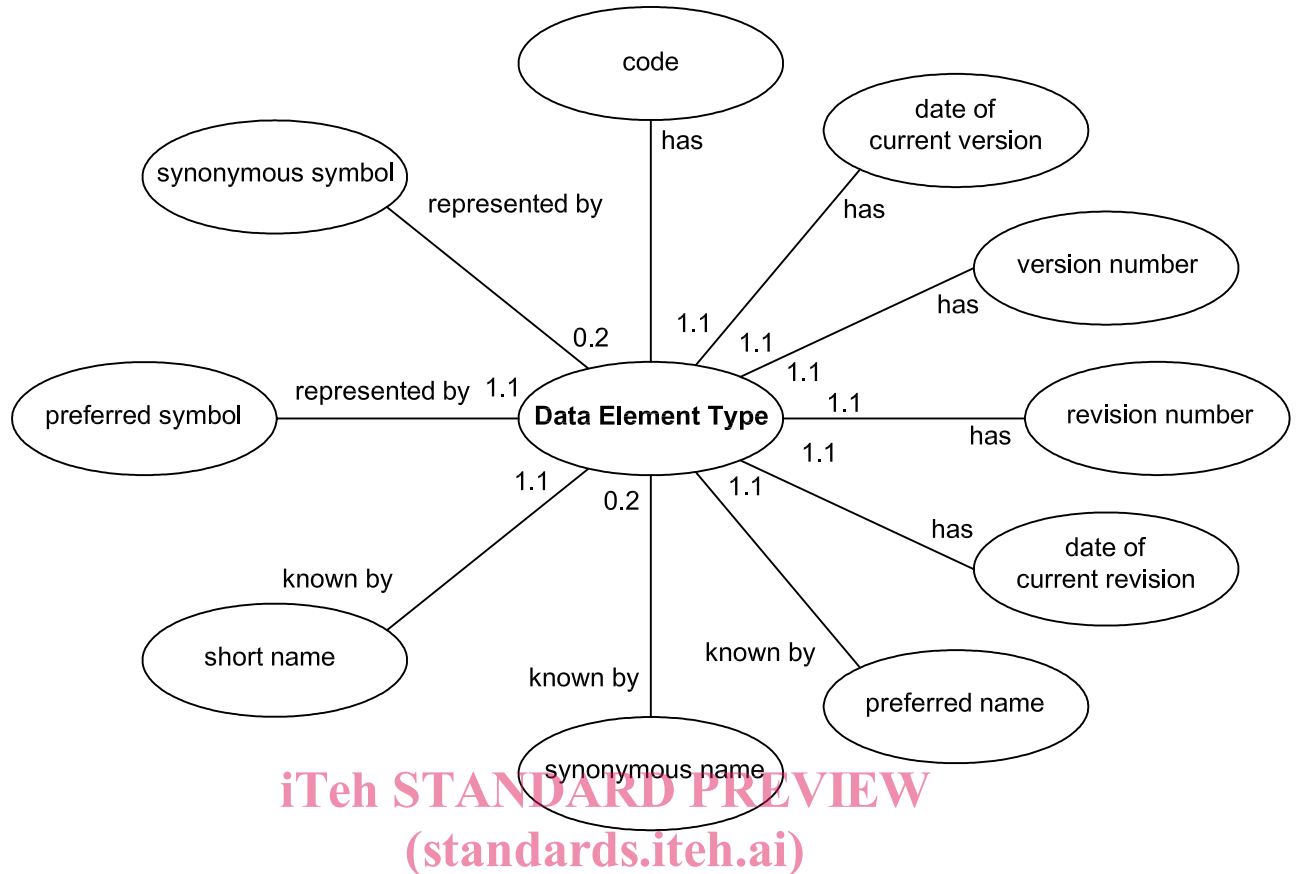 code
has
date of
current version
has
synonymous symbol
represented by
version number
has
0.2
1.1
1.1
1.1
preferred symbol
represented by
1.1
Data Element Type
1.1
revision number
has
1.1
1.1
0.2
1.1
has
date of
current revision
known by
short name
known by
synonymous name
known by
preferred name
iTeh STANDARD PREVIEW
(standards.iteh.ai)